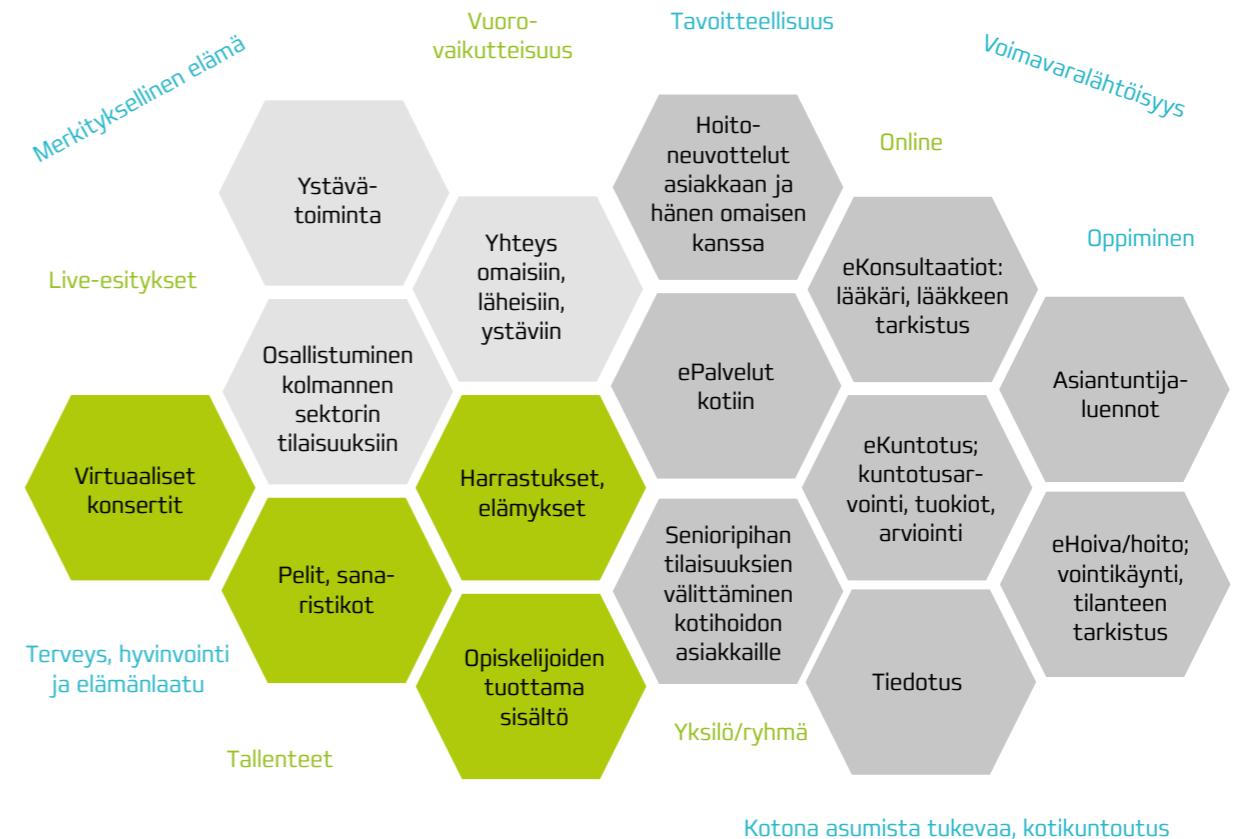 Merkityksellinen elämä
Vuoro-
vaikutteisuus
Tavoitteellisuus
Voimavaralähtöisyys
Hoito-
neuvottelut
asiakkaan ja
hänen omaisen
kanssa
Online
Ystävä-
toiminta
Yhteys
omaisiin,
läheisiin,
ystäviin
Oppiminen
Live-esitykset
eKonsultaatiot:
lääkäri, lääkkeen
tarkistus
Osallistuminen
kolmannen
sektorin
tilaisuuksiin
ePalvelut
kotiin
Asiantuntija-
luennot
Virtuaaliset
konsertit
Harrastukset,
elämykset
eKuntotus;
kuntotusar-
vointi, tuokiot,
arviointi
Senioripihan
tilaisuuksien
välittäminen
kotihoidon
asiakkaille
eHoiva/hoito;
vointikäynti,
tilanteen
tarkistus
Pelit, sana-
ristikot
Terveys, hyvinvointi
ja elämänlaatu
Opiskelijoiden
tuottama
sisältö
Tiedotus
Yksilö/ryhmä
Tallenteet
Kotona asumista tukevaa, kotikuntoutus